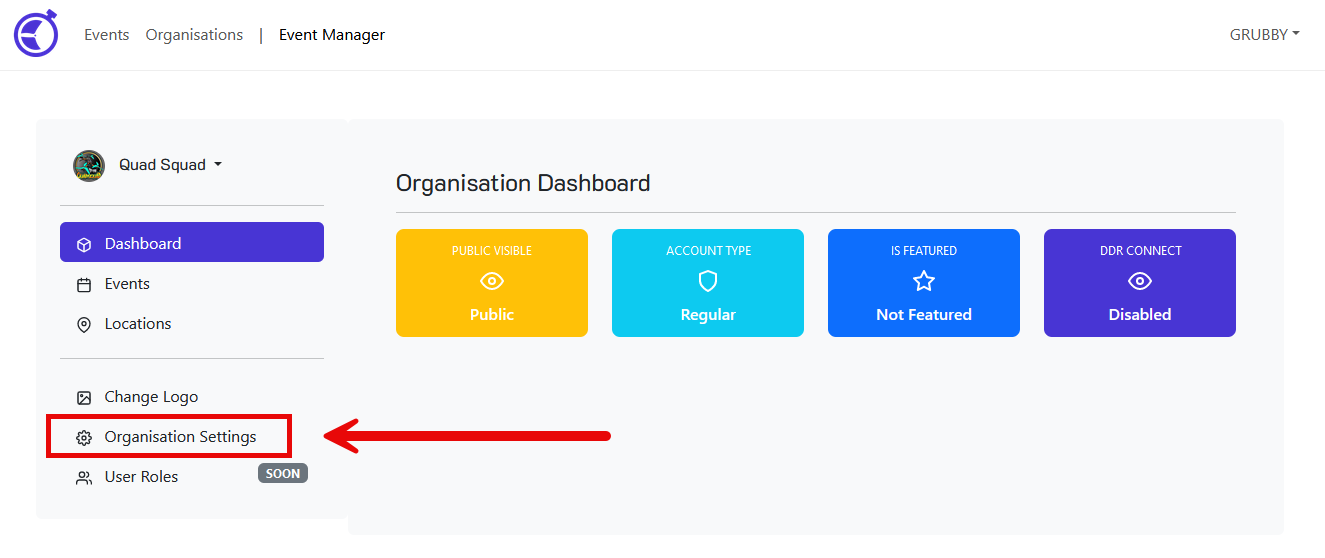 Events Organisations | Event Manager
GRUBBY
Quad Squad
Dashboard
Events
Locations
Change Logo
Organisation Settings
User Roles SOON
Organisation Dashboard
PUBLIC VISIBLE
Public
ACCOUNT TYPE
Regular
IS FEATURED
Not Featured
DDR CONNECT
Disabled